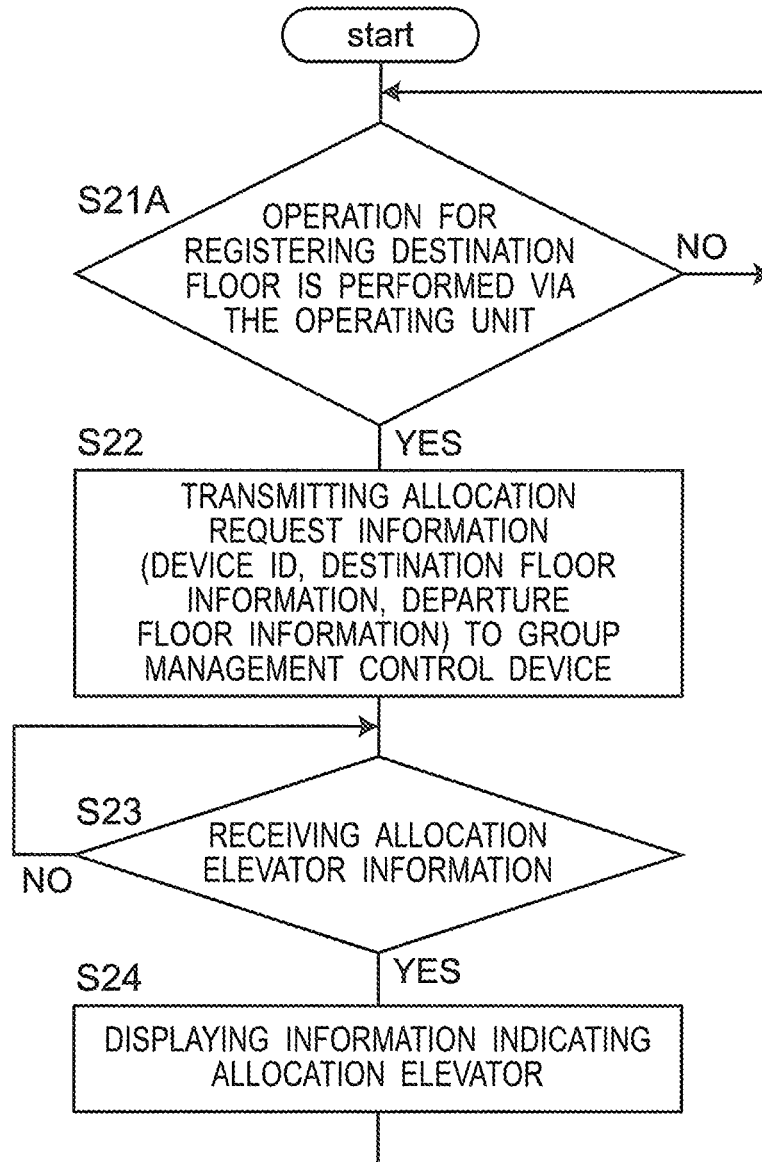 start
S21A
OPERATION FOR
REGISTERING DESTINATION
FLOOR IS PERFORMED VIA
THE OPERATING UNIT
NO
YES
S22
TRANSMITTING ALLOCATION
REQUEST INFORMATION
(DEVICE ID, DESTINATION FLOOR
INFORMATION, DEPARTURE
FLOOR INFORMATION) TO GROUP
MANAGEMENT CONTROL DEVICE
S23
RECEIVING ALLOCATION
ELEVATOR INFORMATION
NO
YES
S24
DISPLAYING INFORMATION INDICATING
ALLOCATION ELEVATOR